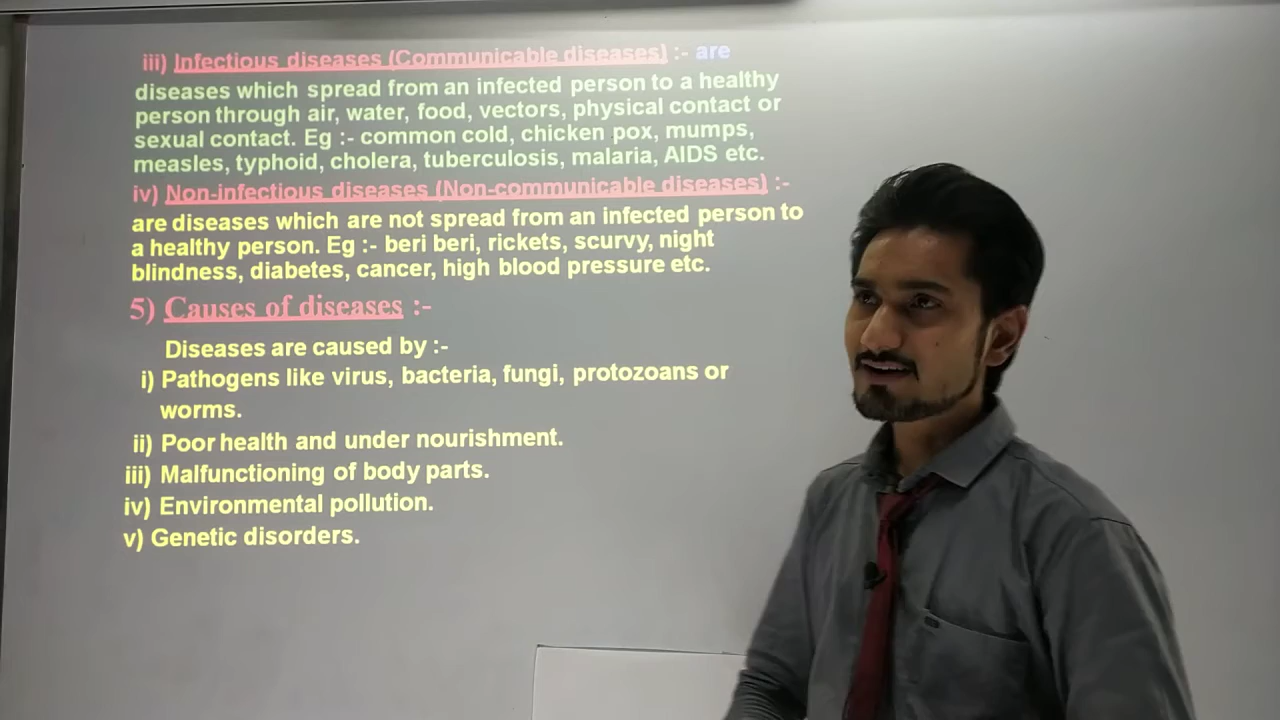 iii) Infectious diseases (Communicable diseases) :- are
diseases which spread from an infected person to a healthy
person through air, water, food, vectors, physical contact or
sexual contact. Eg :- common cold, chicken pox, mumps,
measles, typhoid, cholera, tuberculosis, malaria, AIDS etc.
iv) Non-infectious diseases (Non-communicable diseases) :-
are diseases which are not spread from an infected person to
a healthy person. Eg :- beri beri, rickets, scurvy, night
blindness, diabetes, cancer, high blood pressure etc.
5) Causes of diseases :-
Diseases are caused by :-
i) Pathogens like virus, bacteria, fungi, protozoans or
worms.
ii) Poor health and under nourishment.
iii) Malfunctioning of body parts.
iv) Environmental pollution.
v) Genetic disorders.